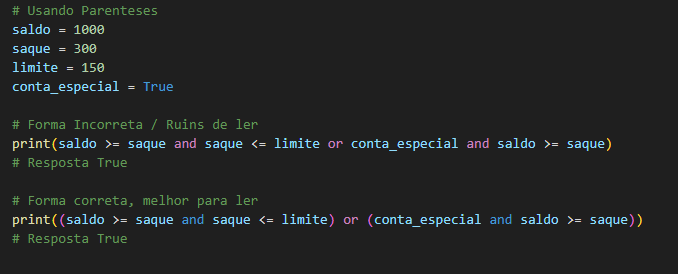 # Usando Parenteses
saldo = 1000
saque = 300
limite = 150
conta_especial = True
# Forma Incorreta / Ruins de ler
print(saldo >= saque and saque <= limite or conta_especial and saldo >= saque)
# Resposta True
# Forma correta, melhor para ler
print((saldo >= saque and saque <= limite) or (conta_especial and saldo >= saque))
# Resposta True